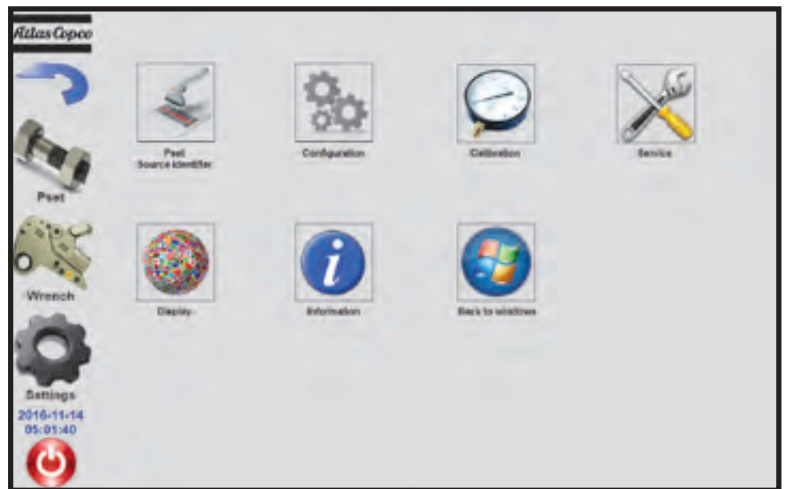 Atlas Copco
Pset
Source Identifier
Configuration
Calibration
Service
Pset
Wrench
Display
Information
Back to windows
Settings
2016-11-14
05:01:40